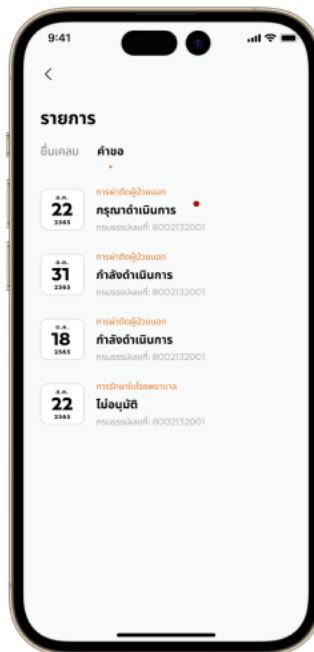 9:41
รายการ
ยื่นเคลม คำขอ
การผ่าตัดผู้ป่วยนอก
22
2565
กรุณาดำเนินการ
กรมธรรม์เลขที่: 8002132001
การผ่าตัดผู้ป่วยนอก
31
2565
กำลังดำเนินการ
กรมธรรม์เลขที่: 8002132001
การผ่าตัดผู้ป่วยนอก
18
2565
กำลังดำเนินการ
กรมธรรม์เลขที่: 8002132001
การรักษาในโรงพยาบาล
22
2565
ไม่อนุมัติ
กรมธรรม์เลขที่: 8002132001